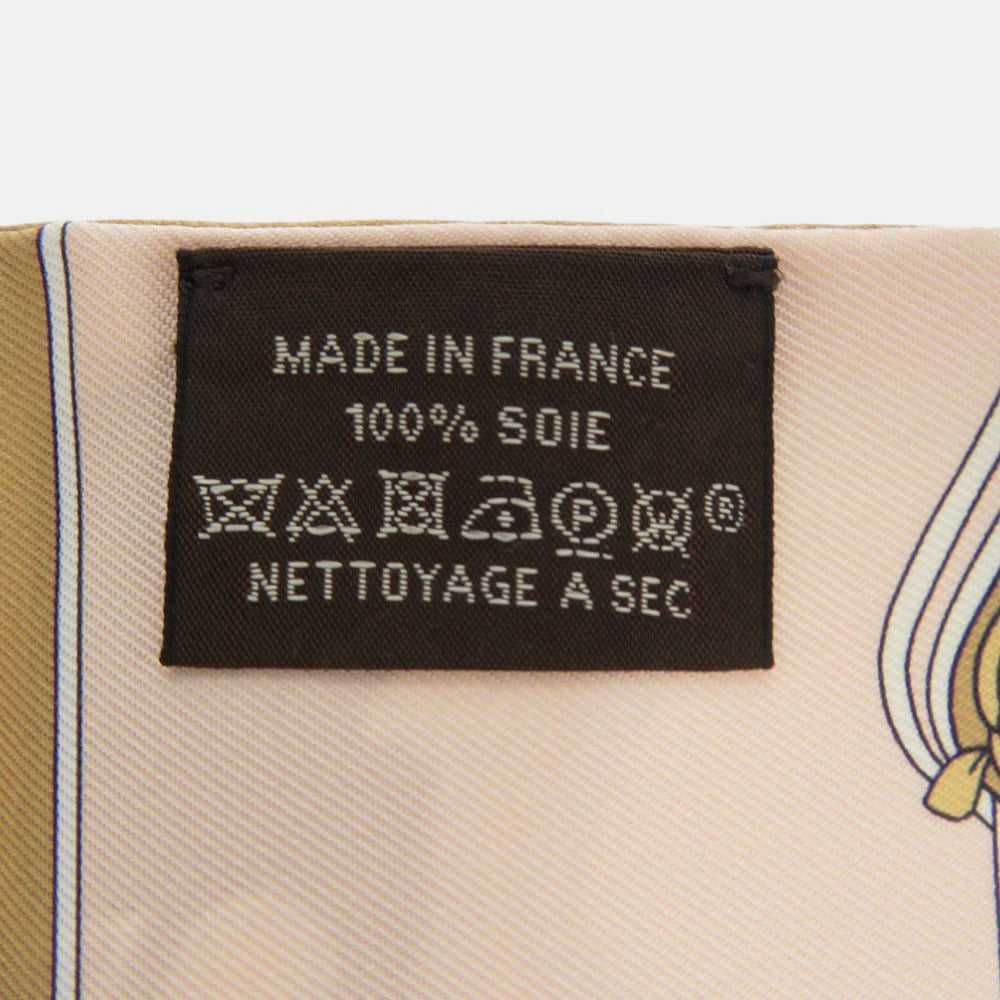 MADE IN FRANCE
100% SOIE
P W ®
NETTOYAGE A SEC